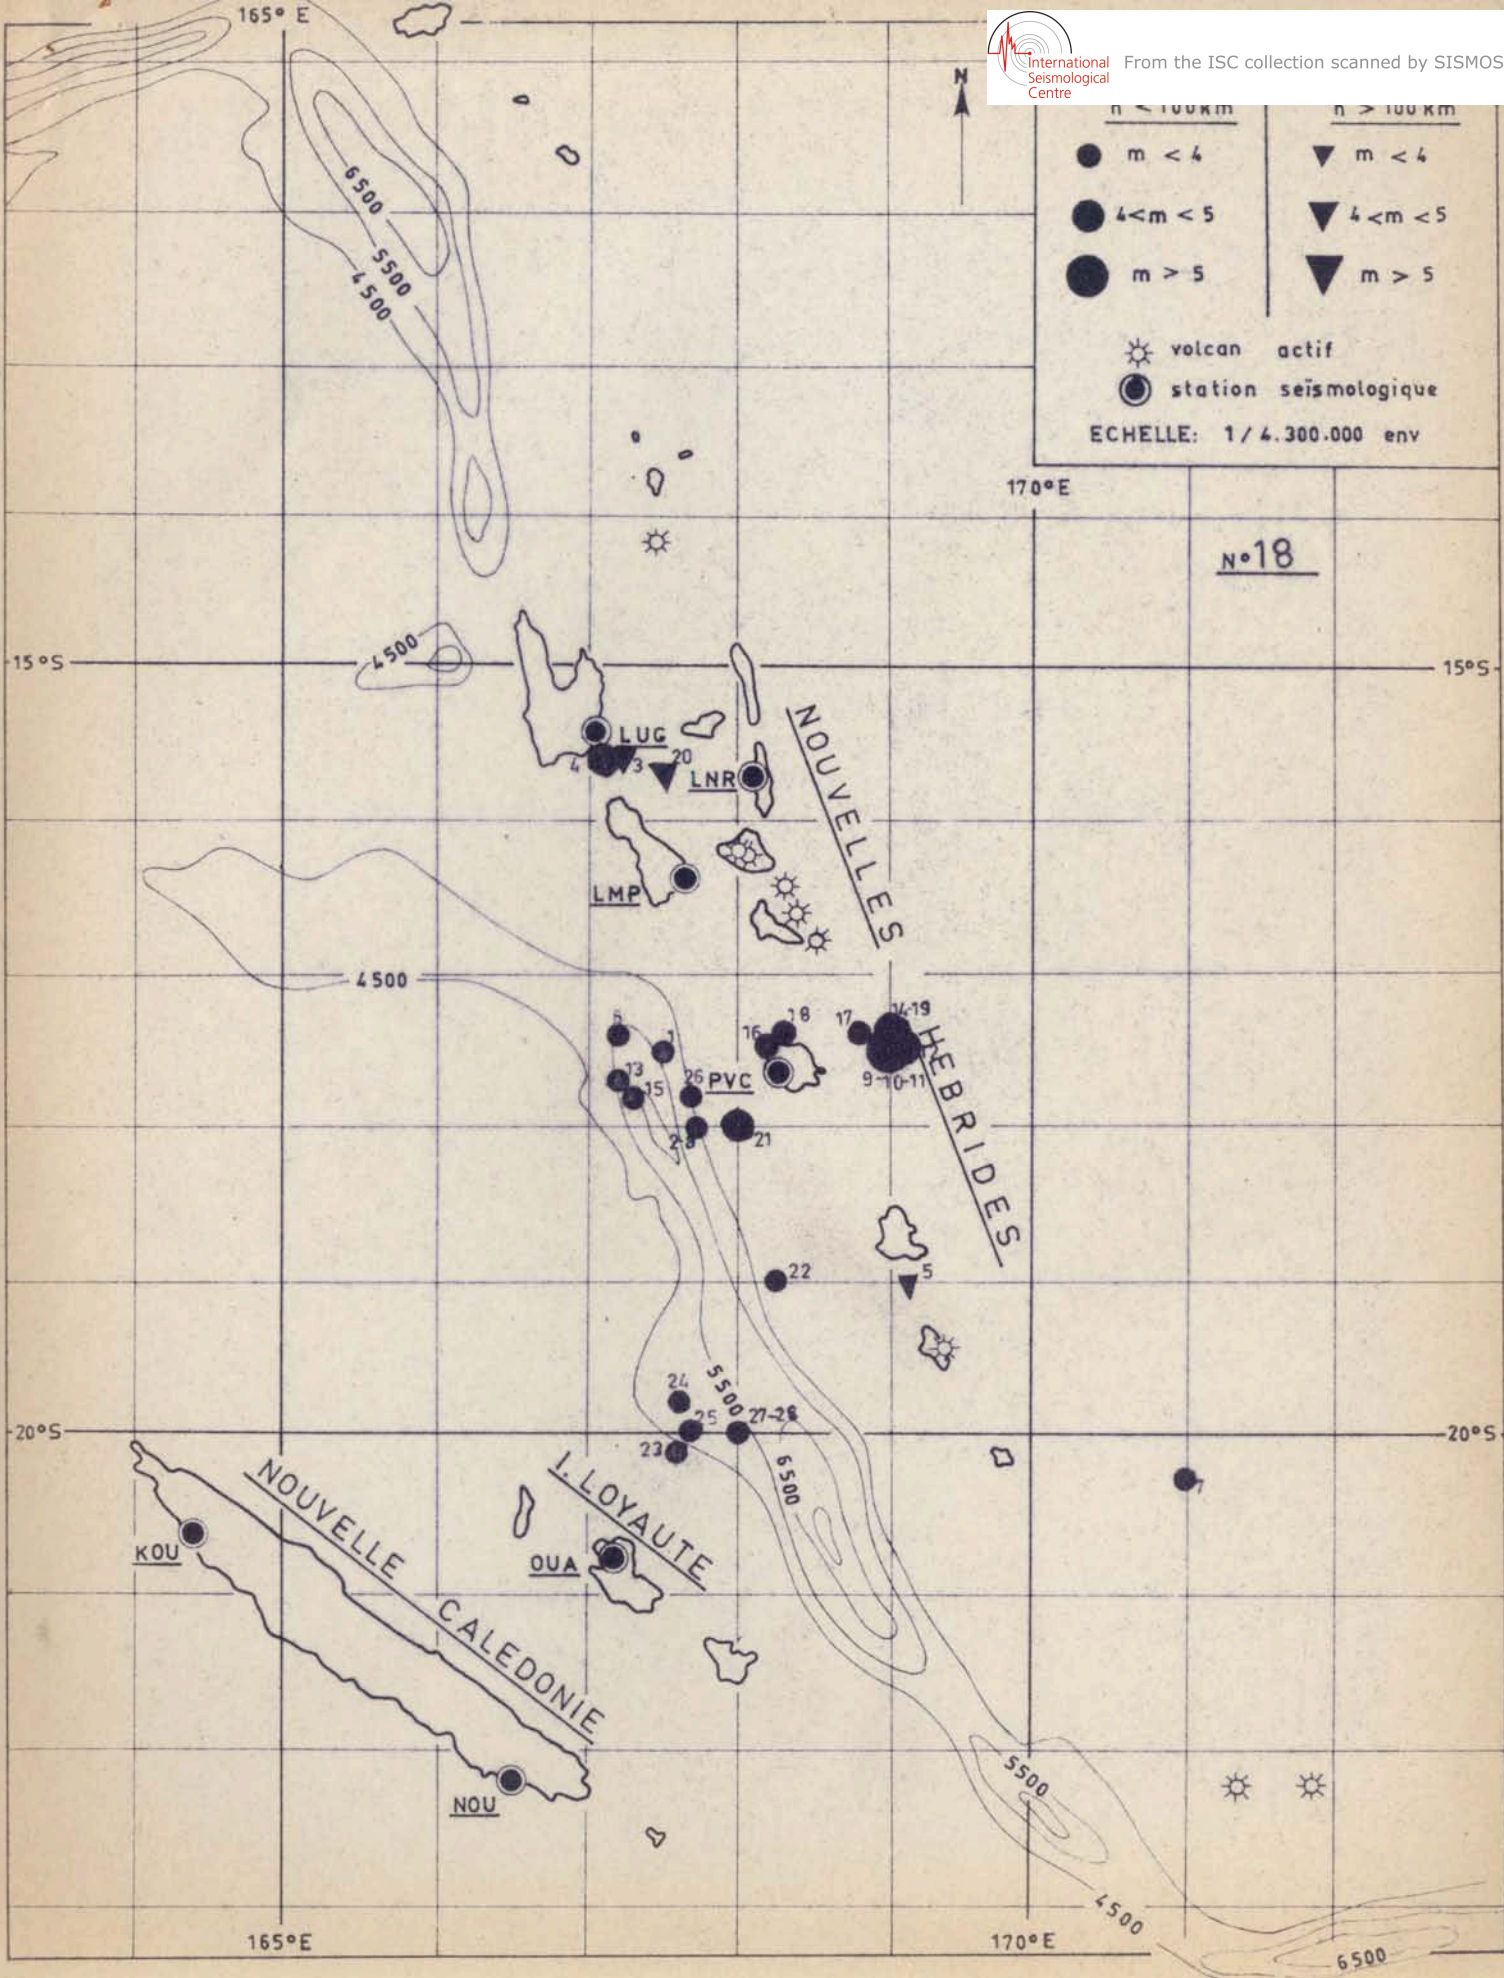 165° E
International
Seismological
Centre
From the ISC collection scanned by SISMOS
N
h < 100 km
h > 100 km
m < 4
m < 4
4<m < 5
4<m <5
m > 5
m > 5
volcan actif
station seïsmologique
ECHELLE: 1/4.300.000 env
170°E
N°18
6500
5500
4500
15°S
4500
15°S
LUG
4
3
20
LNR
NOUVELLES
LMP
4500
18
17
14-19
16
1
13
15
26
PVC
9-10-11
HEBRIDES
21
22
5
5500
24
25
27-28
20°S
20°S
23
6500
7
I. LOYAUTE
NOUVELLE
KOU
OUA
CALEDONIE
NOU
5500
4500
165°E
170°E
6500